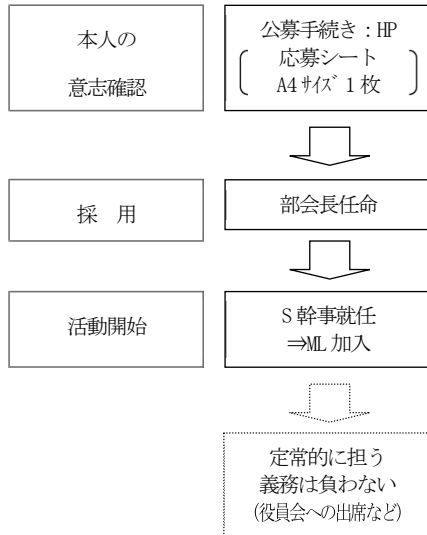 本人の
意志確認
公募手続き：HP
応募シート
A4ｻｲｽﾞ1枚
採　用
部会長任命
活動開始
S幹事就任
⇒ML加入
定常的に担う
義務は負わない
(役員会への出席など)